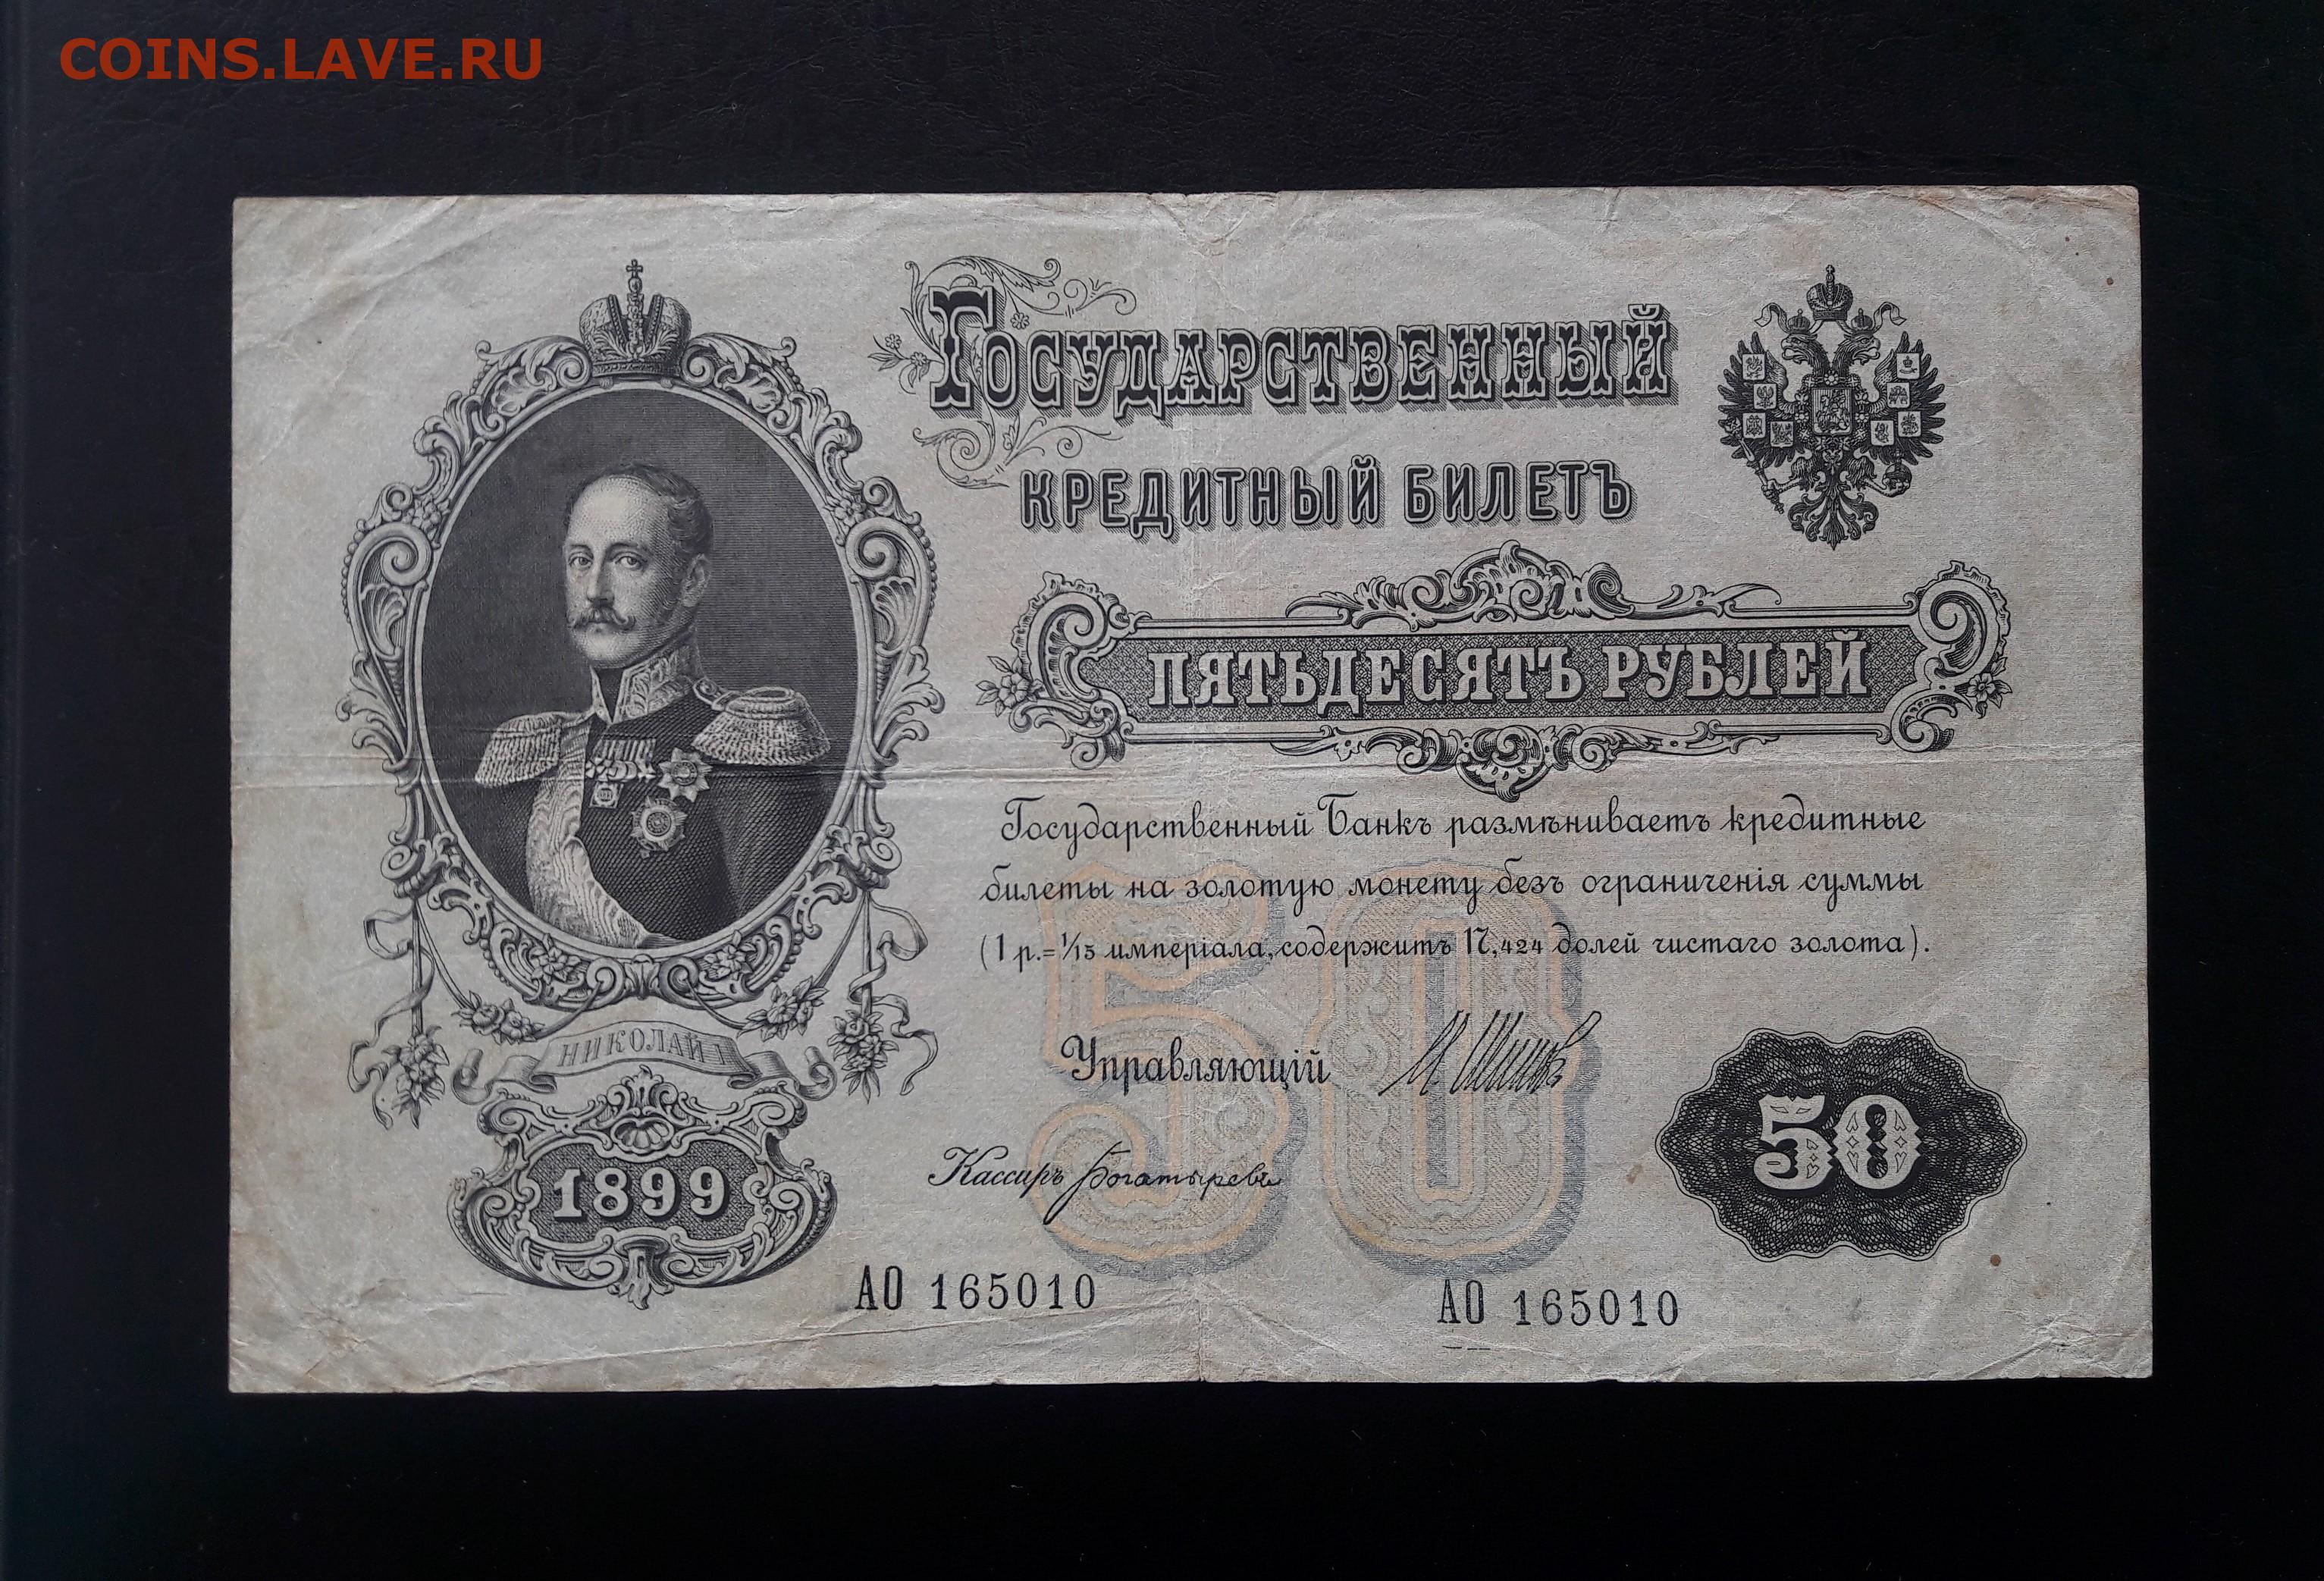 COINS.LAVE.RU
ГОСУДАРСТВЕННЫЙ
КРЕДИТНЫЙ БИЛЕТЪ
ПЯТЬДЕСЯТЪ РУБЛЕЙ
Государственный Банкъ размѣниваетъ кредитные
билеты на золотую монету безъ ограниченія суммы
(1 р.= 1/15 имперіала, содержитъ 17,424 долей чистаго золота).
НИКОЛАЙ I
1899
Управляющій И. Шиповъ
Кассиръ Богатыревъ
50
50
АО 165010
АО 165010